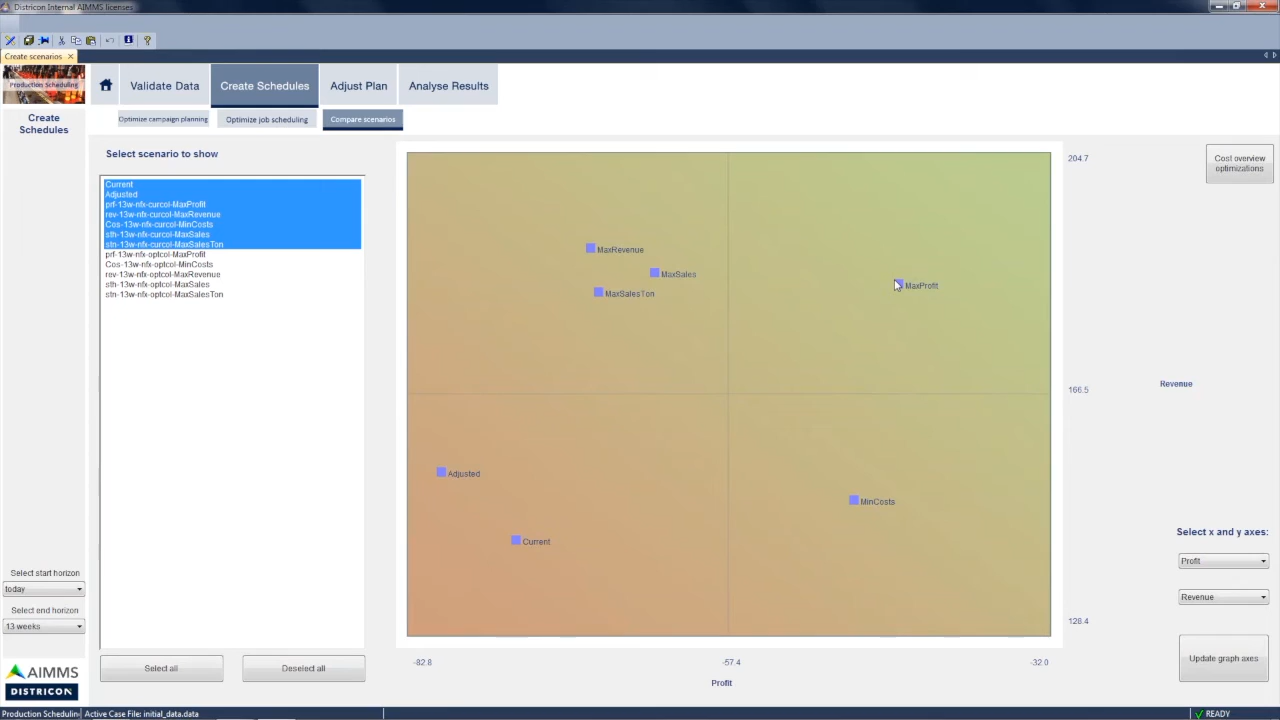 Districon Internal AIMMS licenses
Create scenarios
Production Scheduling
Validate Data
Create Schedules
Adjust Plan
Analyse Results
Create
Schedules
Optimize campaign planning
Optimize job scheduling
Compare scenarios
Select scenario to show
Current
Adjusted
prf-13w-nfx-curcol-MaxProfit
rev-13w-nfx-curcol-MaxRevenue
Cos-13w-nfx-curcol-MinCosts
sth-13w-nfx-curcol-MaxSales
stn-13w-nfx-curcol-MaxSalesTon
prf-13w-nfx-optcol-MaxProfit
Cos-13w-nfx-optcol-MinCosts
rev-13w-nfx-optcol-MaxRevenue
sth-13w-nfx-optcol-MaxSales
stn-13w-nfx-optcol-MaxSalesTon
Select all
Deselect all
MaxRevenue
MaxSales
MaxSalesTon
MaxProfit
Adjusted
MinCosts
Current
204.7
166.5
128.4
Revenue
-82.8
-57.4
-32.0
Profit
Cost overview
optimizations
Select x and y axes:
Profit
Revenue
Update graph axes
Select start horizon
today
Select end horizon
13 weeks
AIMMS
DISTRICON
Production Schedulin
Active Case File: initial_data.data
READY